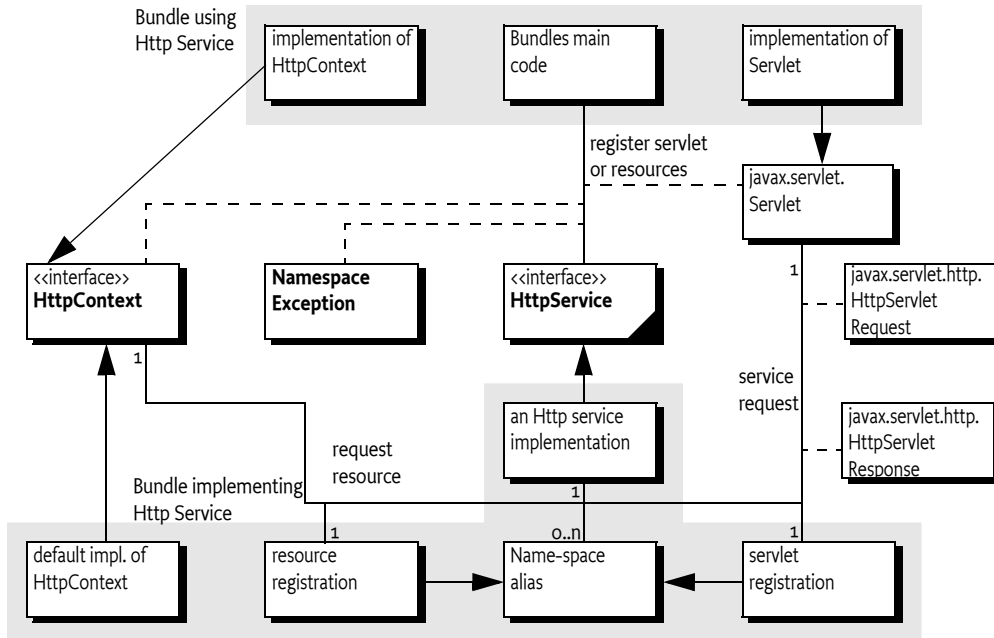 Bundle using
Http Service
implementation of
HttpContext
Bundles main
code
implementation of
Servlet
register servlet
or resources
javax.servlet.
Servlet
<<interface>>
HttpContext
Namespace
Exception
<<interface>>
HttpService
1
javax.servlet.http.
HttpServlet
Request
1
service
request
an Http service
implementation
javax.servlet.http.
HttpServlet
Response
request
resource
Bundle implementing
Http Service
1
1
0..n
1
default impl. of
HttpContext
resource
registration
Name-space
alias
servlet
registration